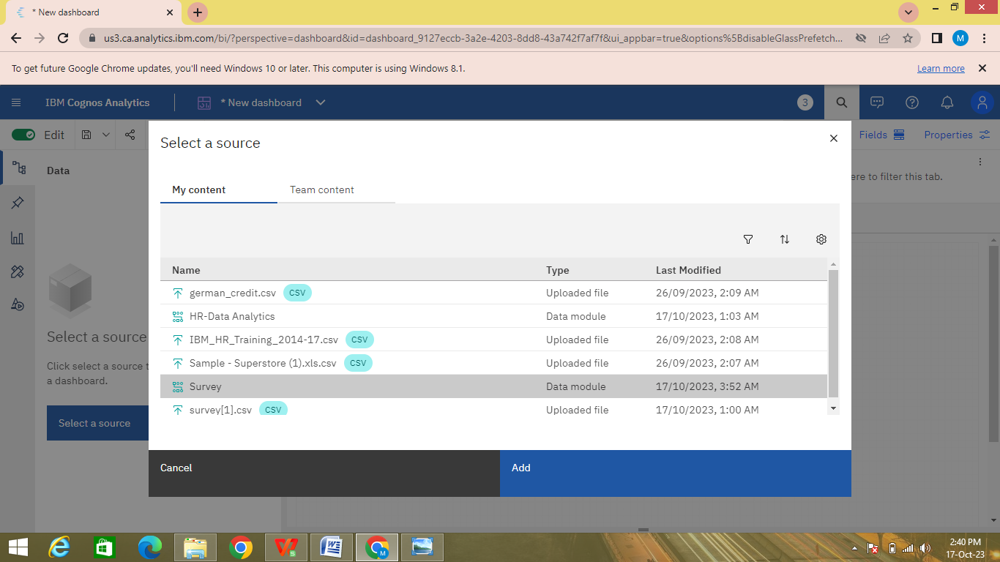 * New dashboard
us3.ca.analytics.ibm.com/bi/?perspective=dashboard&id=dashboard_9127eccb-3a2e-4203-8dd8-43a742f7af7f&ui_appbar=true&options%5BdisableGlassPrefetch...
M
To get future Google Chrome updates, you'll need Windows 10 or later. This computer is using Windows 8.1.
Learn more
IBM Cognos Analytics
* New dashboard
3
Edit
Fields
Properties
Data
ere to filter this tab.
Select a source
Click select a source t
a dashboard.
Select a source
Select a source
My content
Team content
Name Type Last Modified
german_credit.csv CSV Uploaded file 26/09/2023, 2:09 AM
HR-Data Analytics Data module 17/10/2023, 1:03 AM
IBM_HR_Training_2014-17.csv CSV Uploaded file 26/09/2023, 2:08 AM
Sample - Superstore (1).xls.csv CSV Uploaded file 26/09/2023, 2:07 AM
Survey Data module 17/10/2023, 3:52 AM
survey[1].csv CSV Uploaded file 17/10/2023, 1:00 AM
Cancel
Add
2:40 PM
17-Oct-23